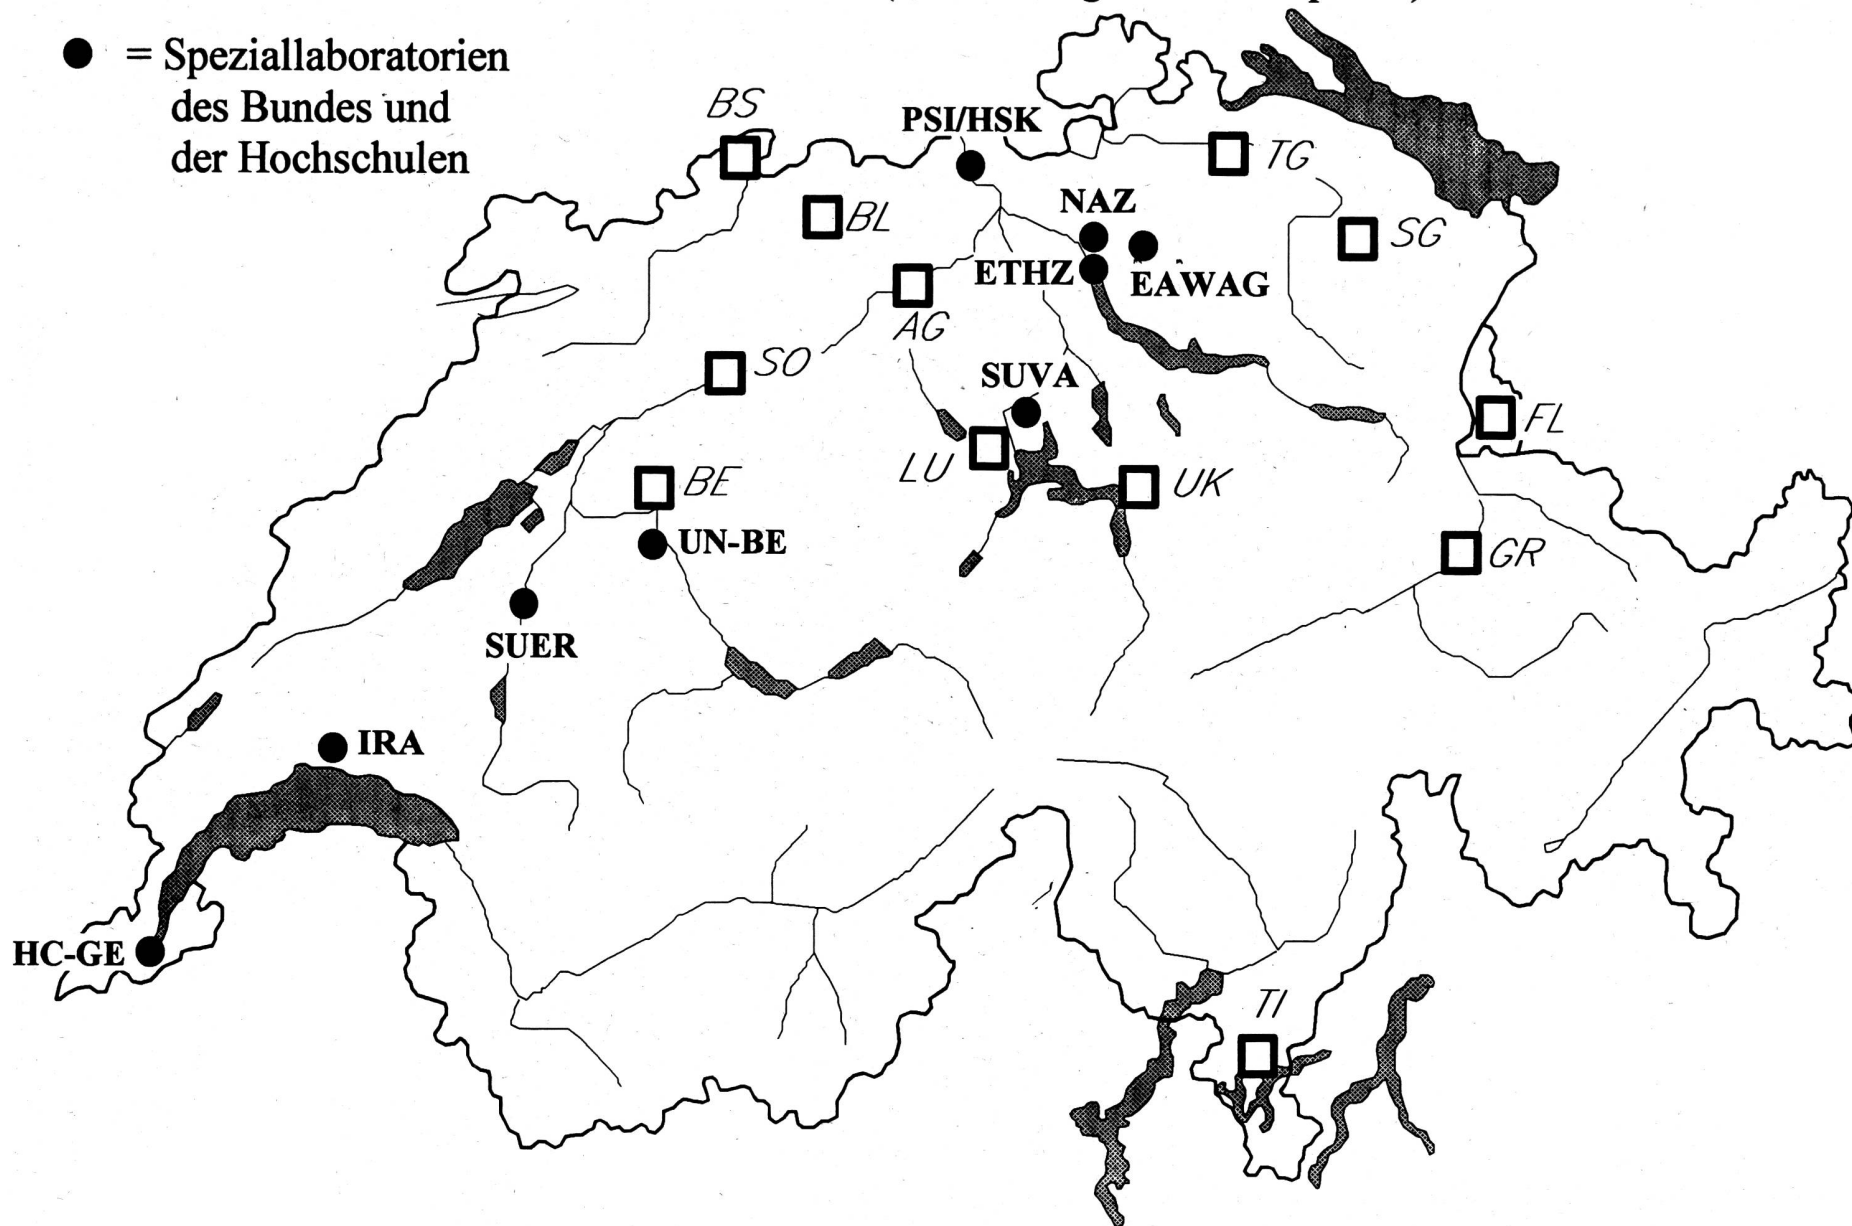 ● = Speziallaboratorien
des Bundes und
der Hochschulen
BS
PSI/HSK
TG
BL
NAZ
SG
ETHZ
EAWAG
AG
SO
SUVA
FL
LU
BE
UK
UN-BE
GR
SUER
IRA
HC-GE
TI